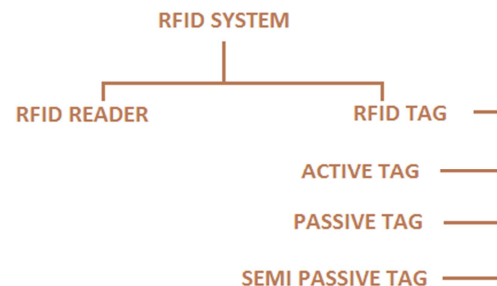 RFID SYSTEM
RFID READER
RFID TAG
ACTIVE TAG
PASSIVE TAG
SEMI PASSIVE TAG